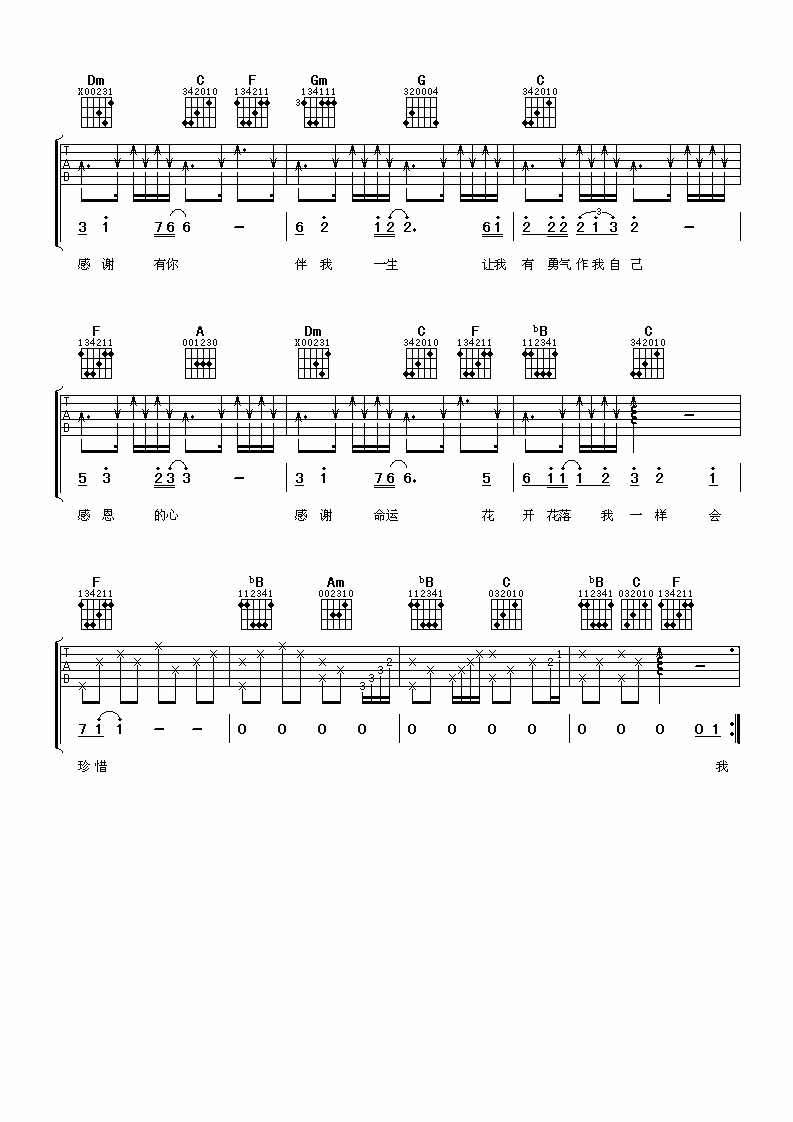 Dm C F Gm G C
X00231 342010 134211 134111 320004 342010
3
T
A
B
3
3 1 7 6 6 - 6 2 1 2 2. 6 1 2 2 2 2 1 3 2 -
感 谢 有你 伴 我 一生 让我 有 勇气 作 我 自 己
F A Dm C F ♭B C
134211 001230 X00231 342010 134211 112341 342010
T
A
B
-
5 3 2 3 3 - 3 1 7 6 6. 5 6 1 1 1 2 3 2 1
感 恩 的心 感 谢 命运 花 开 花落 我 一 样 会
F ♭B Am ♭B C ♭B C F
134211 112341 002310 112341 032010 112341 032010 134211
T
A
B
3 3 3 2 2 1 -
7 1 1 - - 0 0 0 0 0 0 0 0 0 0 0 0 1
珍 惜 我